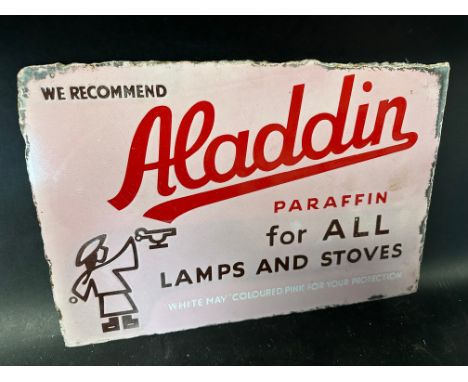 WE RECOMMEND
Aladdin
PARAFFIN
for ALL
LAMPS AND STOVES
WHITE MAY COLOURED PINK FOR YOUR PROTECTION